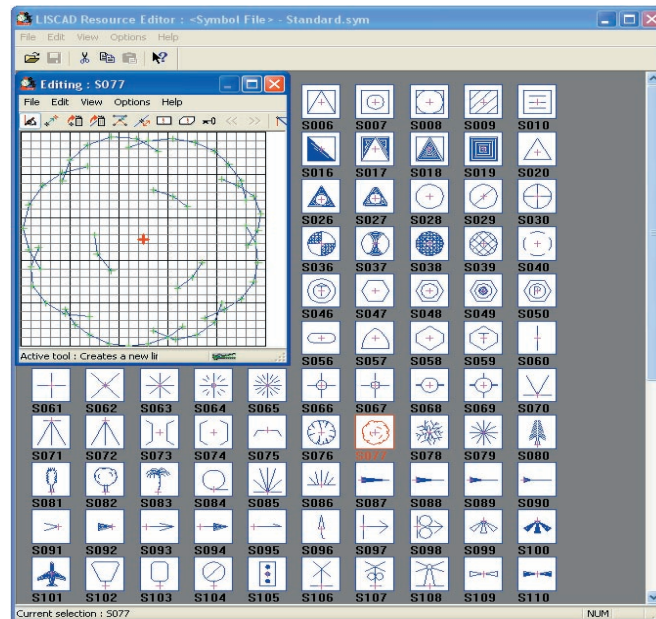 LISCAD Resource Editor : <Symbol File> - Standard.sym
File Edit View Options Help
Editing : S077
File Edit View Options Help
Active tool : Creates a new lir
S006 S007 S008 S009 S010
S016 S017 S018 S019 S020
S026 S027 S028 S029 S030
S036 S037 S038 S039 S040
S046 S047 S048 S049 S050
S056 S057 S058 S059 S060
S061 S062 S063 S064 S065 S066 S067 S068 S069 S070
S071 S072 S073 S074 S075 S076 S077 S078 S079 S080
S081 S082 S083 S084 S085 S086 S087 S088 S089 S090
S091 S092 S093 S094 S095 S096 S097 S098 S099 S100
S101 S102 S103 S104 S105 S106 S107 S108 S109 S110
Current selection : S077 NUM